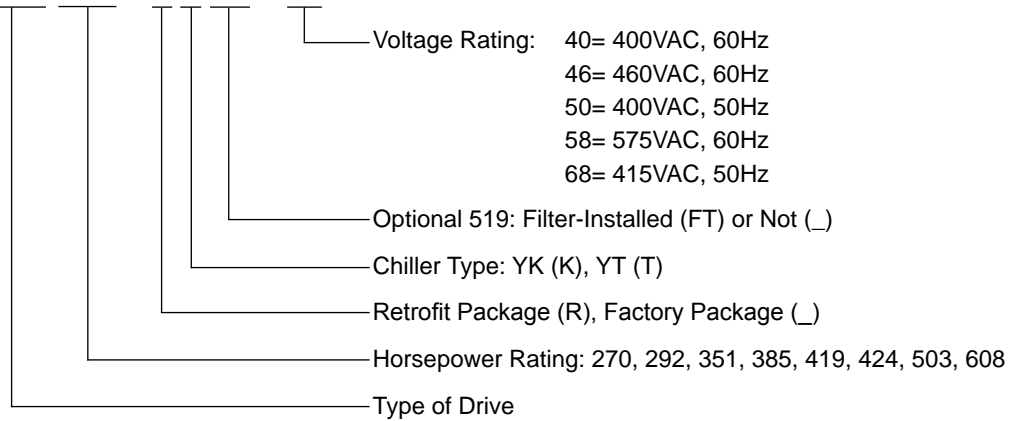 Voltage Rating: 40= 400VAC, 60Hz
46= 460VAC, 60Hz
50= 400VAC, 50Hz
58= 575VAC, 60Hz
68= 415VAC, 50Hz
Optional 519: Filter-Installed (FT) or Not (_)
Chiller Type: YK (K), YT (T)
Retrofit Package (R), Factory Package (_)
Horsepower Rating: 270, 292, 351, 385, 419, 424, 503, 608
Type of Drive